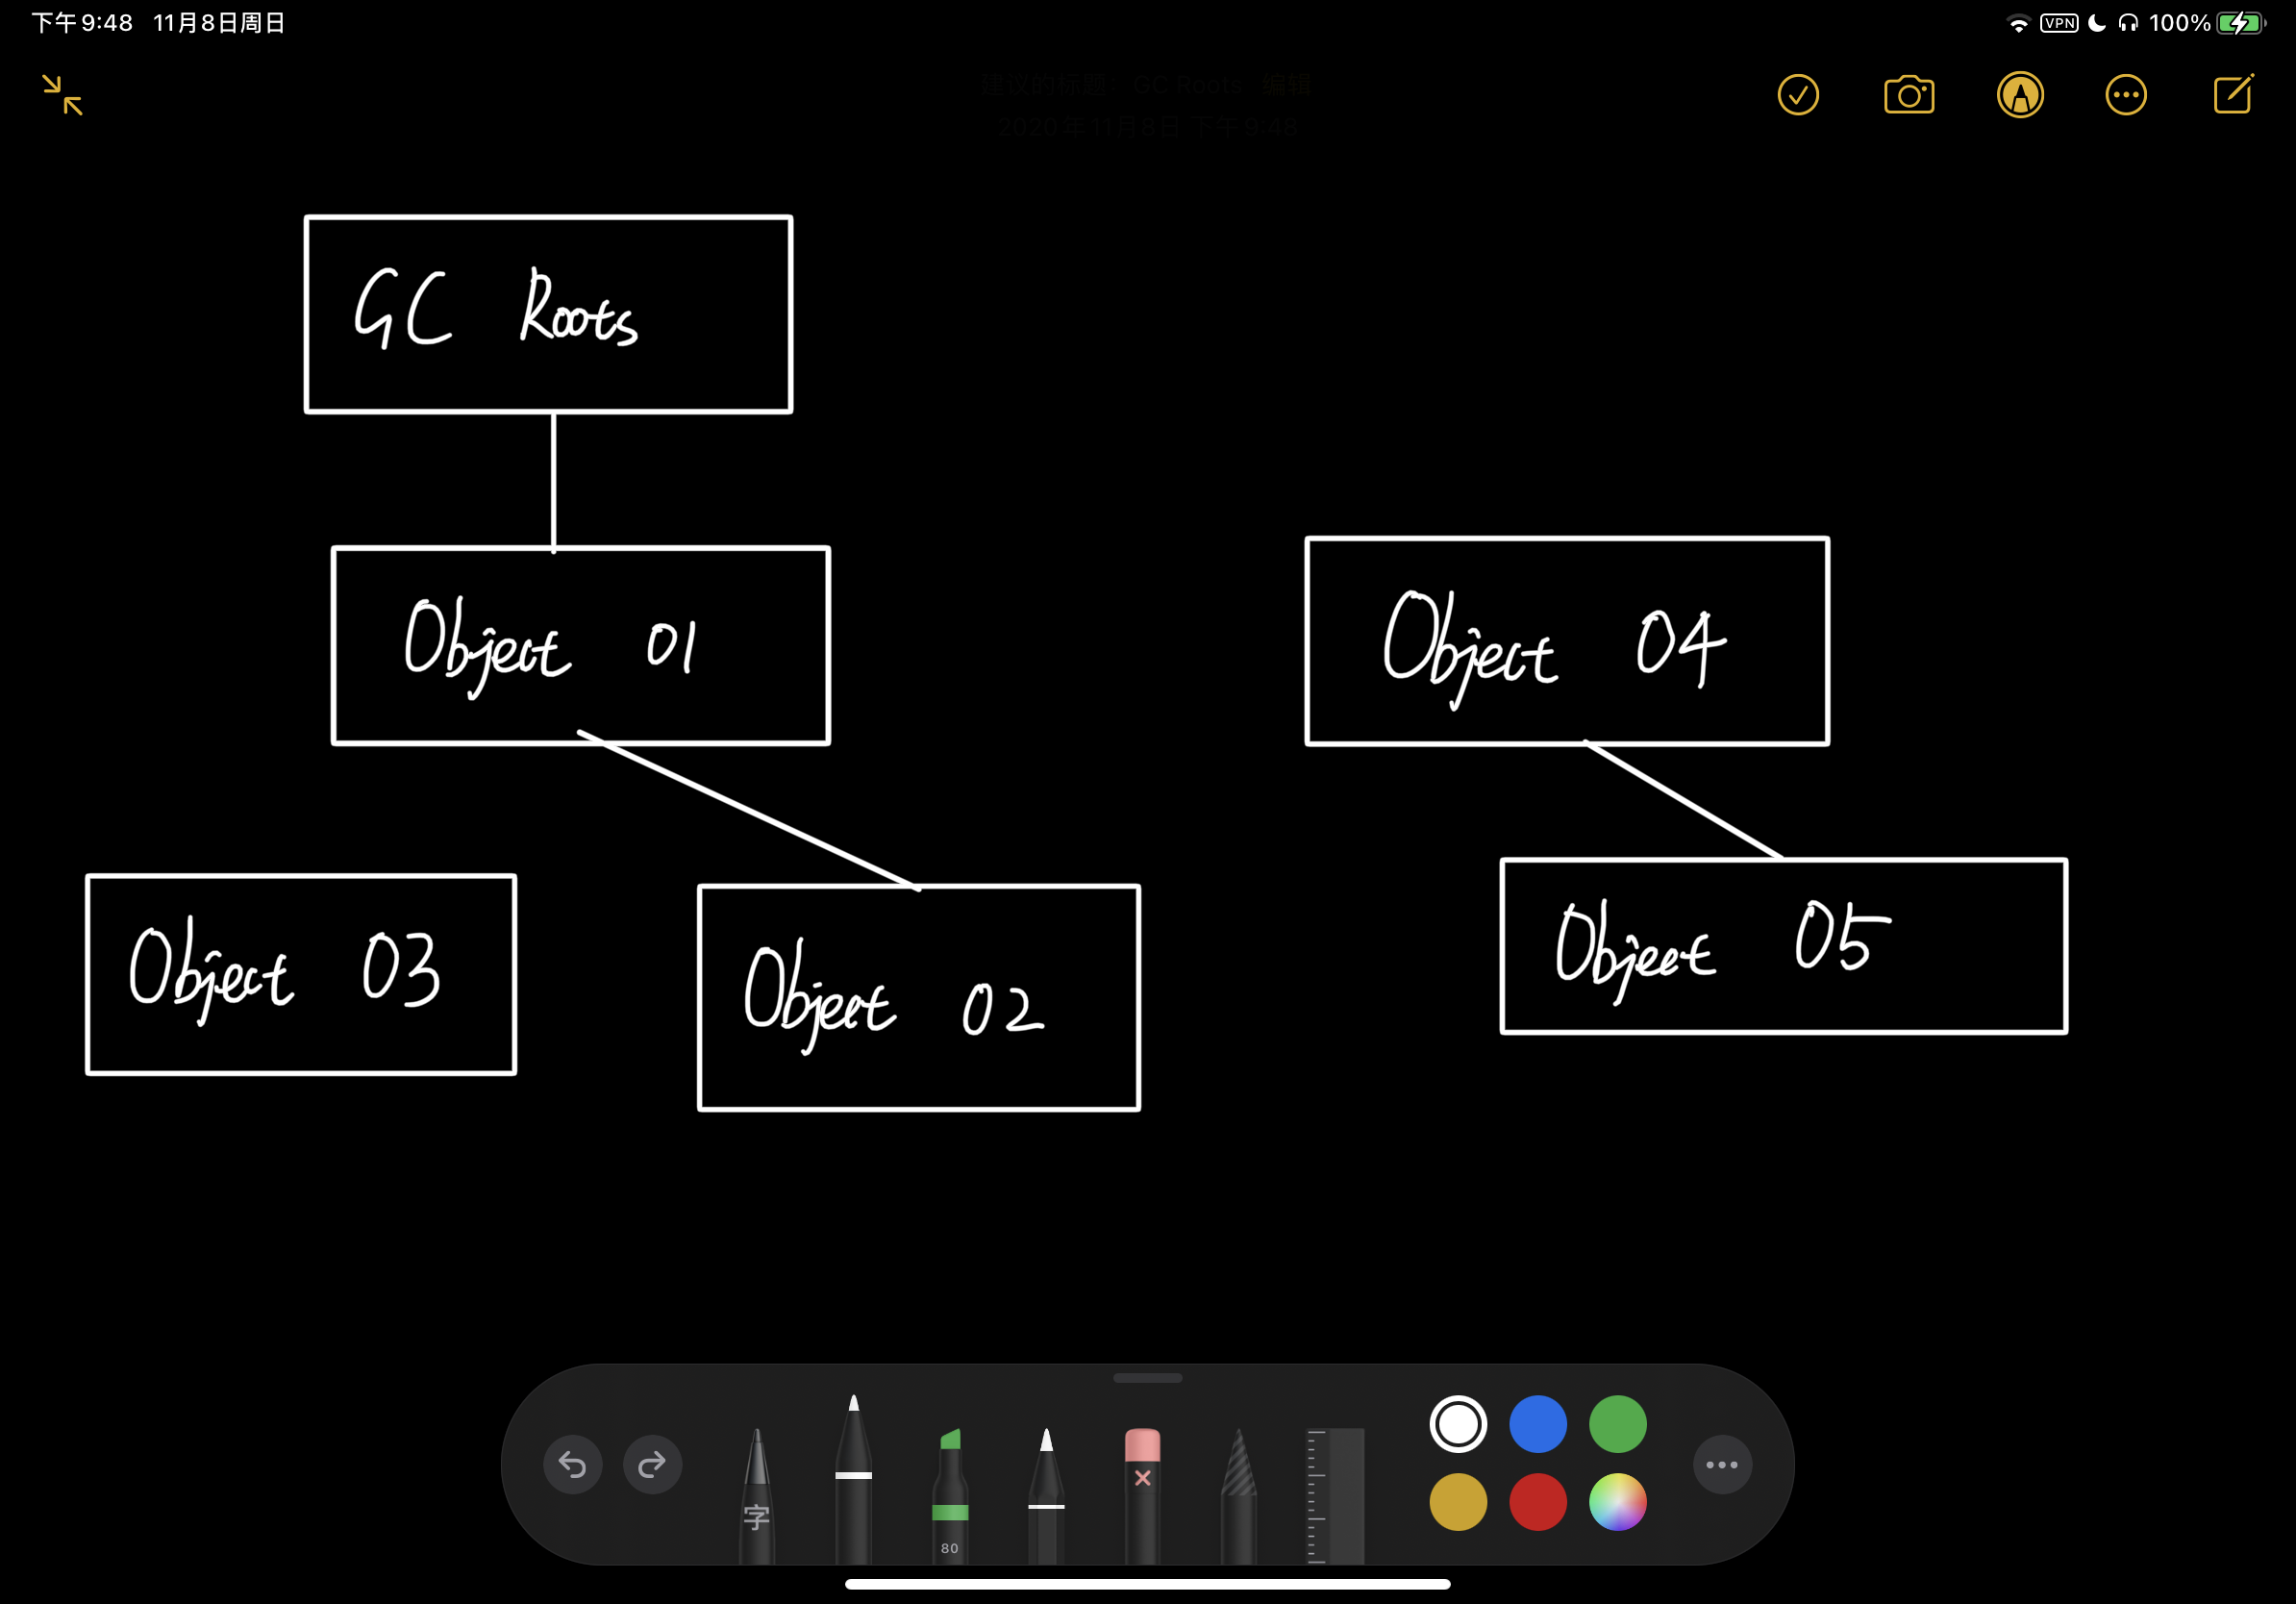 下午9:48 11月8日周日
VPN 100%
建议的标题：GC Roots 编辑
2020年11月8日 下午9:48
GC Roots
Object 01
Object 04
Object 03
Object 02
Object 05
字
80